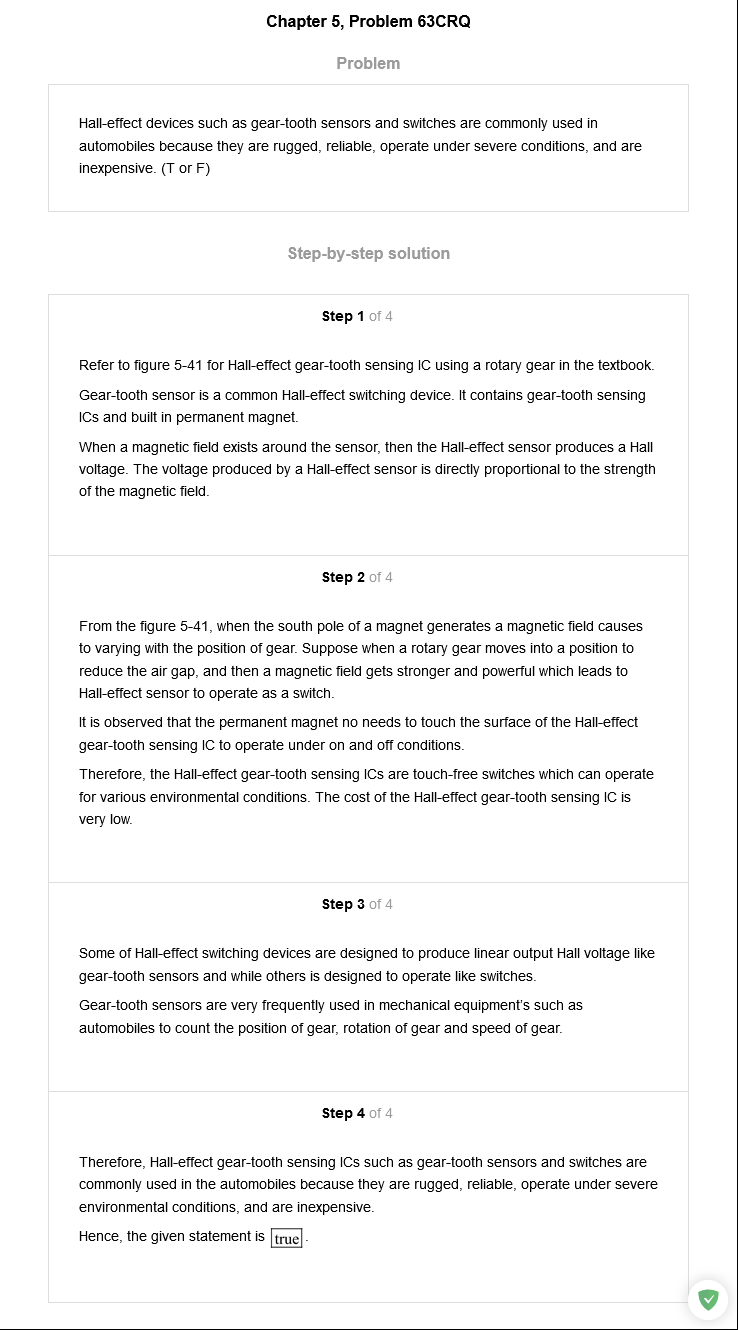 Chapter 5, Problem 63CRQ
Problem
Hall-effect devices such as gear-tooth sensors and switches are commonly used in
automobiles because they are rugged, reliable, operate under severe conditions, and are
inexpensive. (T or F)
Step-by-step solution
Step 1 of 4
Refer to figure 5-41 for Hall-effect gear-tooth sensing IC using a rotary gear in the textbook.
Gear-tooth sensor is a common Hall-effect switching device. It contains gear-tooth sensing
ICs and built in permanent magnet.
When a magnetic field exists around the sensor, then the Hall-effect sensor produces a Hall
voltage. The voltage produced by a Hall-effect sensor is directly proportional to the strength
of the magnetic field.
Step 2 of 4
From the figure 5-41, when the south pole of a magnet generates a magnetic field causes
to varying with the position of gear. Suppose when a rotary gear moves into a position to
reduce the air gap, and then a magnetic field gets stronger and powerful which leads to
Hall-effect sensor to operate as a switch.
It is observed that the permanent magnet no needs to touch the surface of the Hall-effect
gear-tooth sensing IC to operate under on and off conditions.
Therefore, the Hall-effect gear-tooth sensing ICs are touch-free switches which can operate
for various environmental conditions. The cost of the Hall-effect gear-tooth sensing IC is
very low.
Step 3 of 4
Some of Hall-effect switching devices are designed to produce linear output Hall voltage like
gear-tooth sensors and while others is designed to operate like switches.
Gear-tooth sensors are very frequently used in mechanical equipment's such as
automobiles to count the position of gear, rotation of gear and speed of gear.
Step 4 of 4
Therefore, Hall-effect gear-tooth sensing ICs such as gear-tooth sensors and switches are
commonly used in the automobiles because they are rugged, reliable, operate under severe
environmental conditions, and are inexpensive.
Hence, the given statement is true.